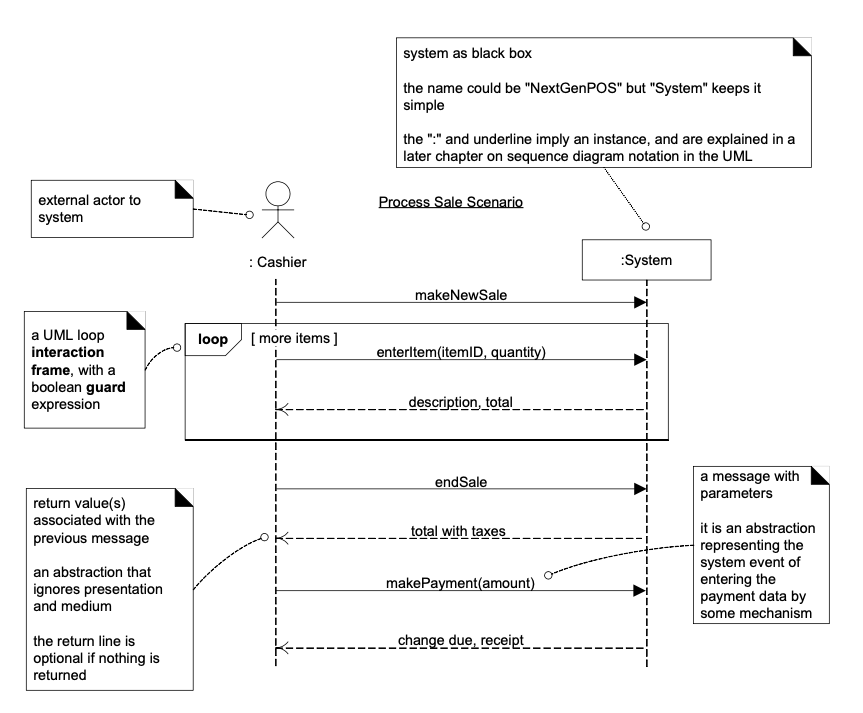 system as black box
the name could be "NextGenPOS" but "System" keeps it
simple
the ":" and underline imply an instance, and are explained in a
later chapter on sequence diagram notation in the UML
external actor to
system
Process Sale Scenario
: Cashier
:System
makeNewSale
a UML loop
interaction
frame, with a
boolean guard
expression
loop
[ more items ]
enterItem(itemID, quantity)
description, total
endSale
return value(s)
associated with the
previous message
an abstraction that
ignores presentation
and medium
the return line is
optional if nothing is
returned
total with taxes
makePayment(amount)
change due, receipt
a message with
parameters
it is an abstraction
representing the
system event of
entering the
payment data by
some mechanism